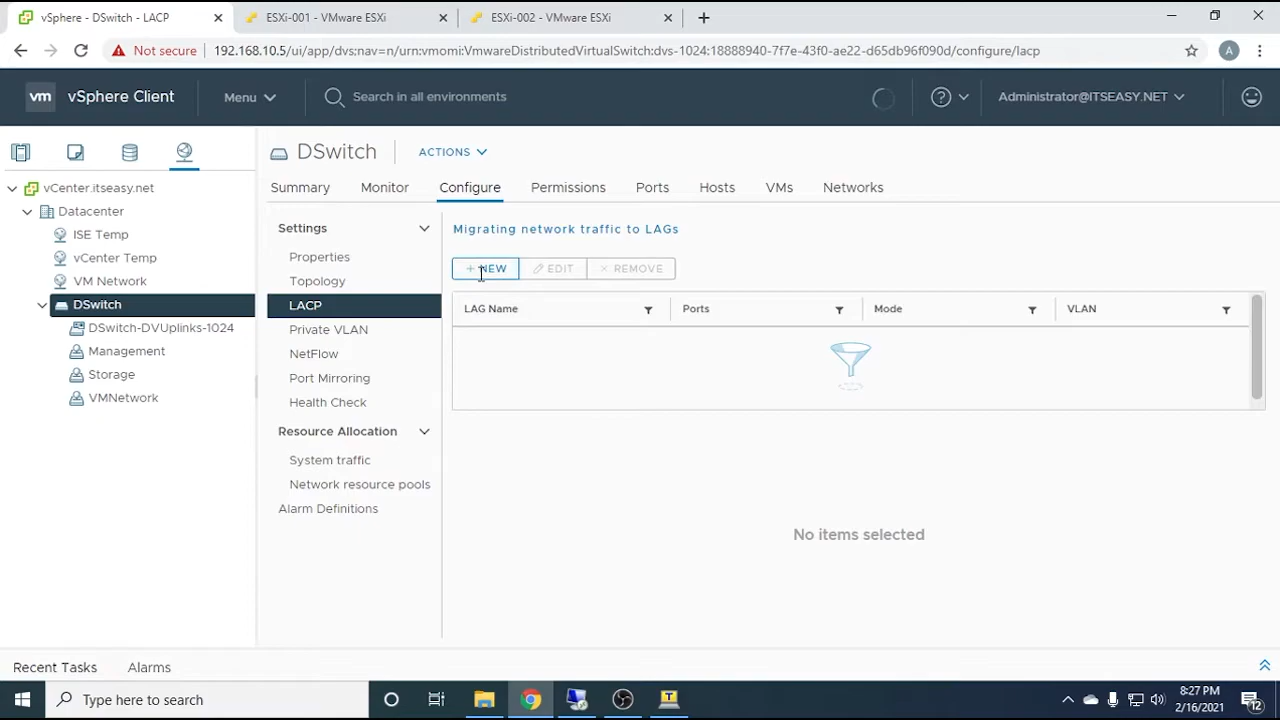 vSphere - DSwitch - LACP
ESXi-001 - VMware ESXi
ESXi-002 - VMware ESXi
Not secure
192.168.10.5/ui/app/dvs:nav=n/urn:vmomi:VmwareDistributedVirtualSwitch:dvs-1024:18888940-7f7e-43f0-ae22-d65db96f090d/configure/lacp
A
vm
vSphere Client
Menu
Search in all environments
Administrator@ITSEASY.NET
DSwitch
ACTIONS
Summary
Monitor
Configure
Permissions
Ports
Hosts
VMs
Networks
vCenter.itseasy.net
Datacenter
ISE Temp
vCenter Temp
VM Network
DSwitch
DSwitch-DVUplinks-1024
Management
Storage
VMNetwork
Settings
Properties
Topology
LACP
Private VLAN
NetFlow
Port Mirroring
Health Check
Resource Allocation
System traffic
Network resource pools
Alarm Definitions
Migrating network traffic to LAGs
+ NEW
EDIT
× REMOVE
LAG Name
Ports
Mode
VLAN
No items selected
Recent Tasks
Alarms
Type here to search
T
8:27 PM
2/16/2021
12